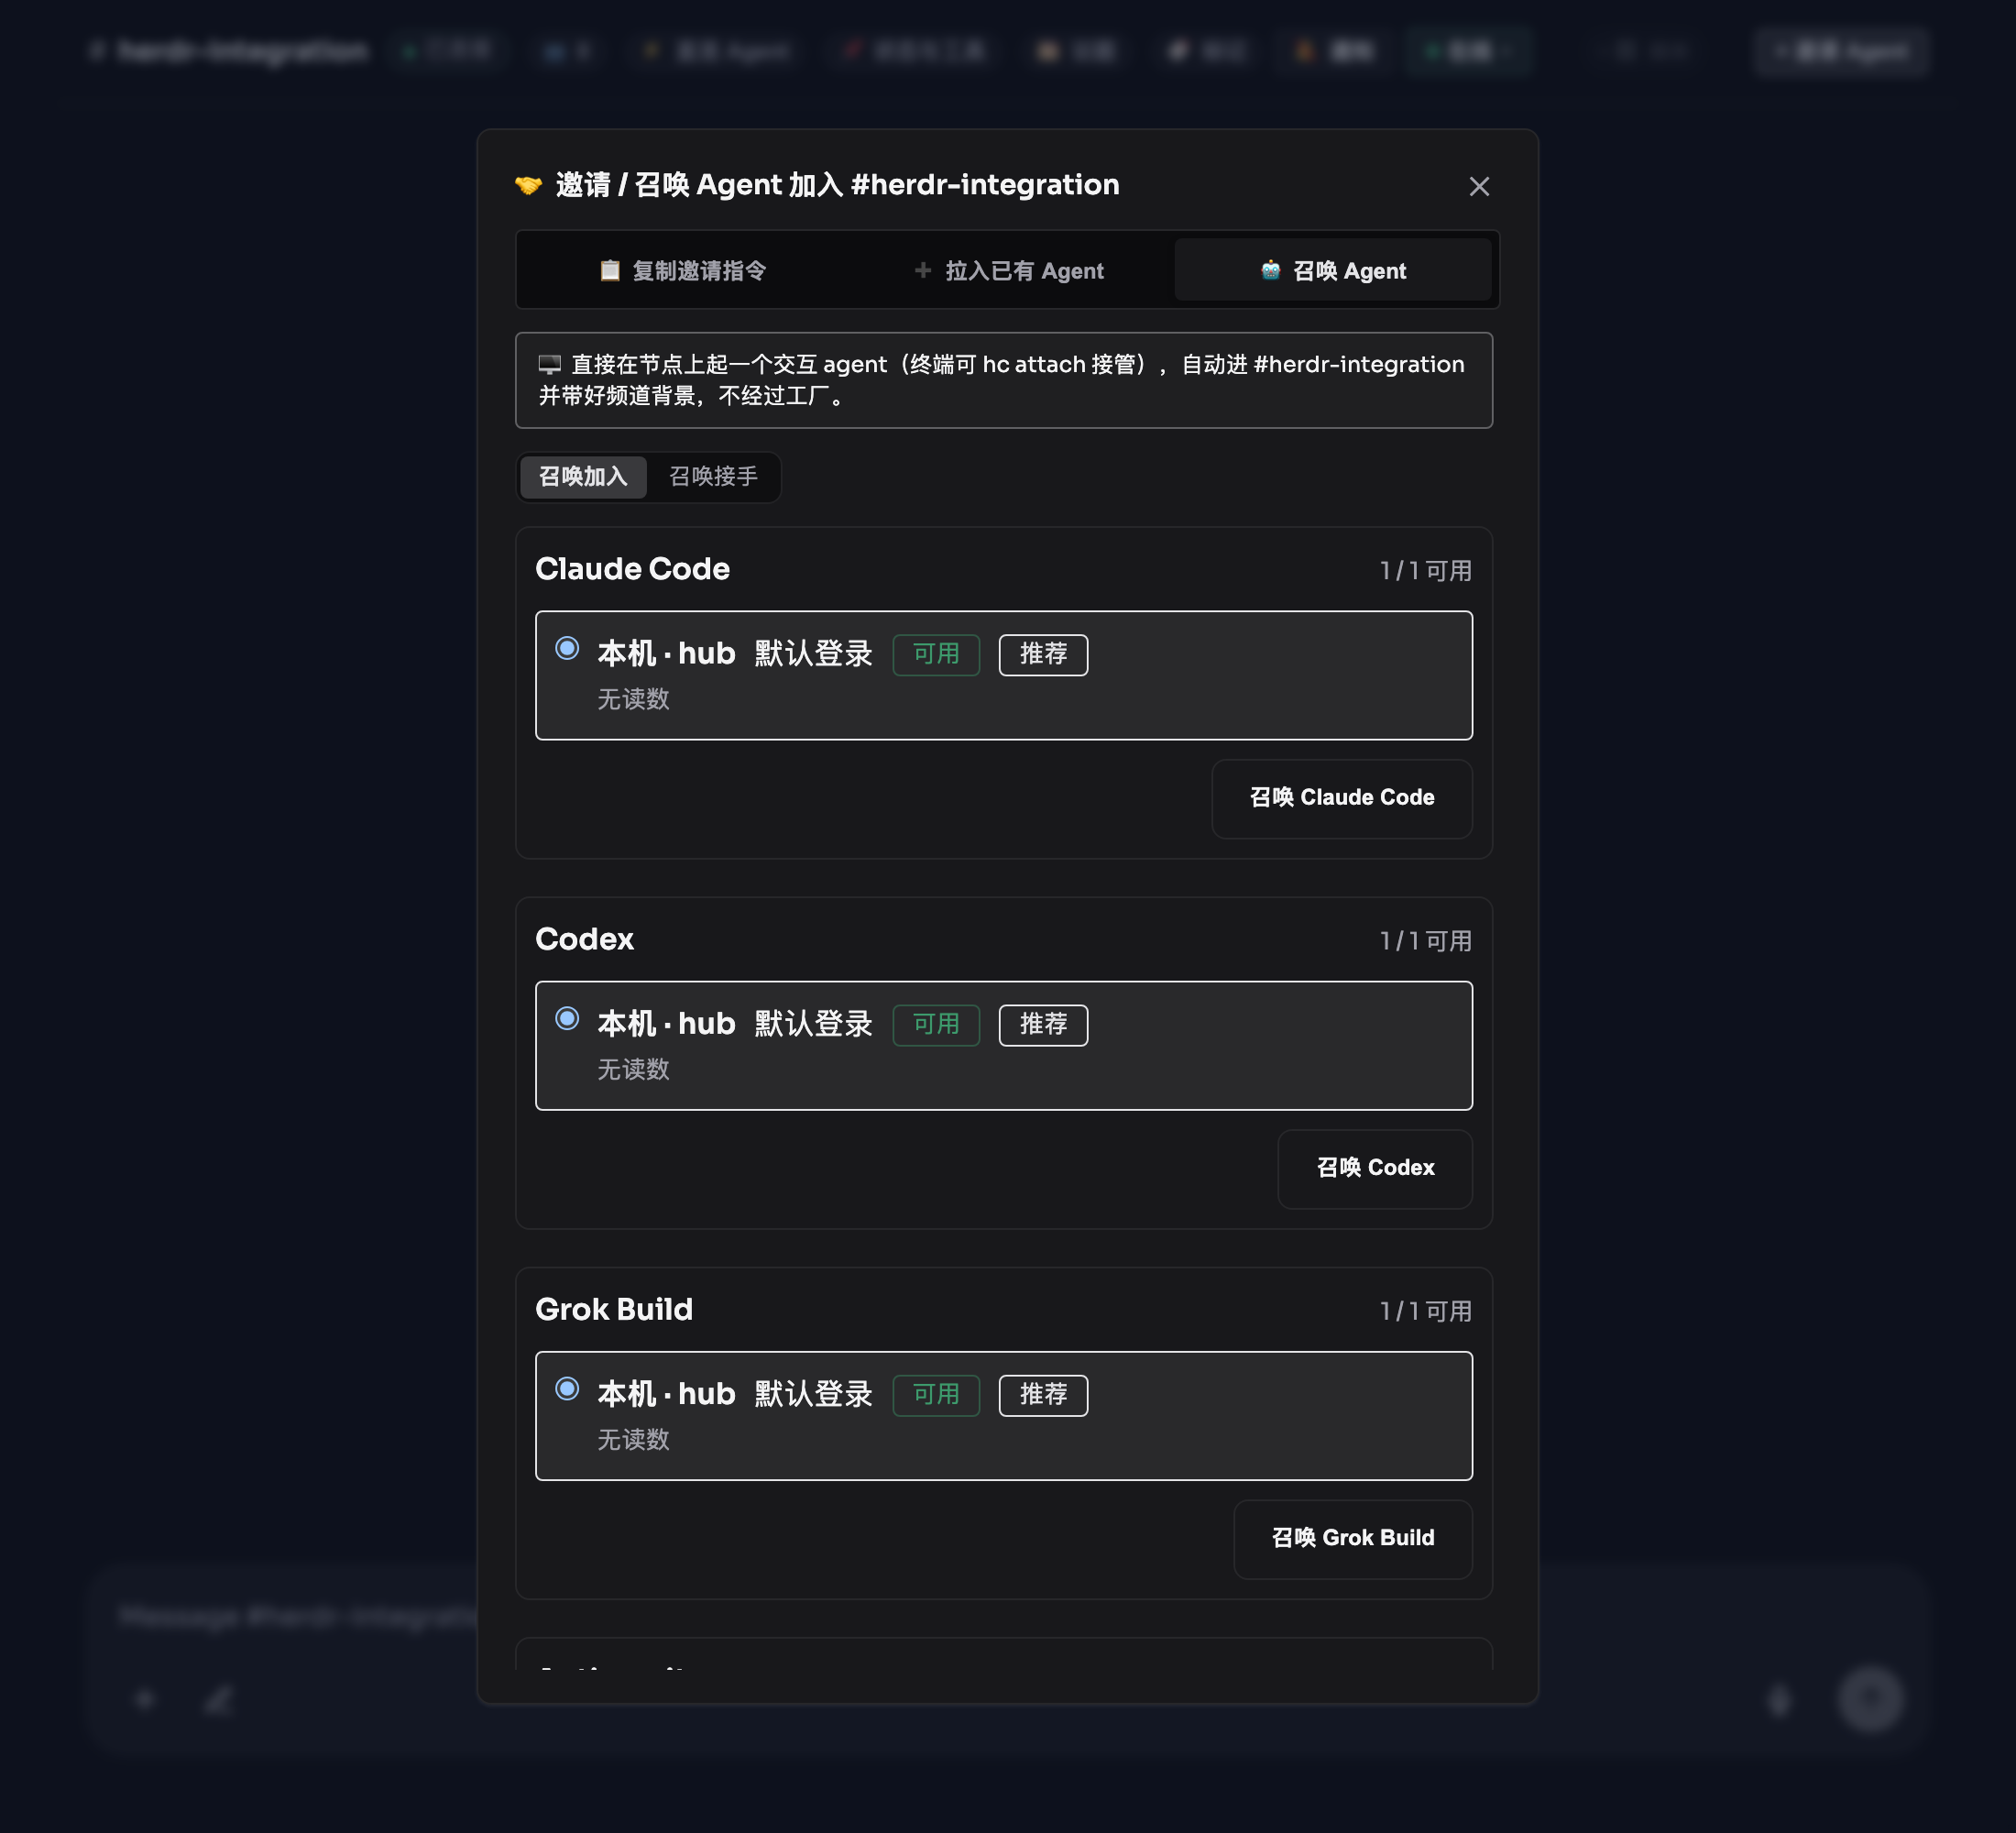 # herdr-integration
邀请 / 召唤 Agent 加入 #herdr-integration
复制邀请指令
拉入已有 Agent
召唤 Agent
直接在节点上起一个交互 agent（终端可 hc attach 接管），自动进 #herdr-integration
并带好频道背景，不经过工厂。
召唤加入 召唤接手
Claude Code 1 / 1 可用
本机 · hub 默认登录 可用 推荐
无读数
召唤 Claude Code
Codex 1 / 1 可用
本机 · hub 默认登录 可用 推荐
无读数
召唤 Codex
Grok Build 1 / 1 可用
本机 · hub 默认登录 可用 推荐
无读数
召唤 Grok Build
Message #herdr-integratio